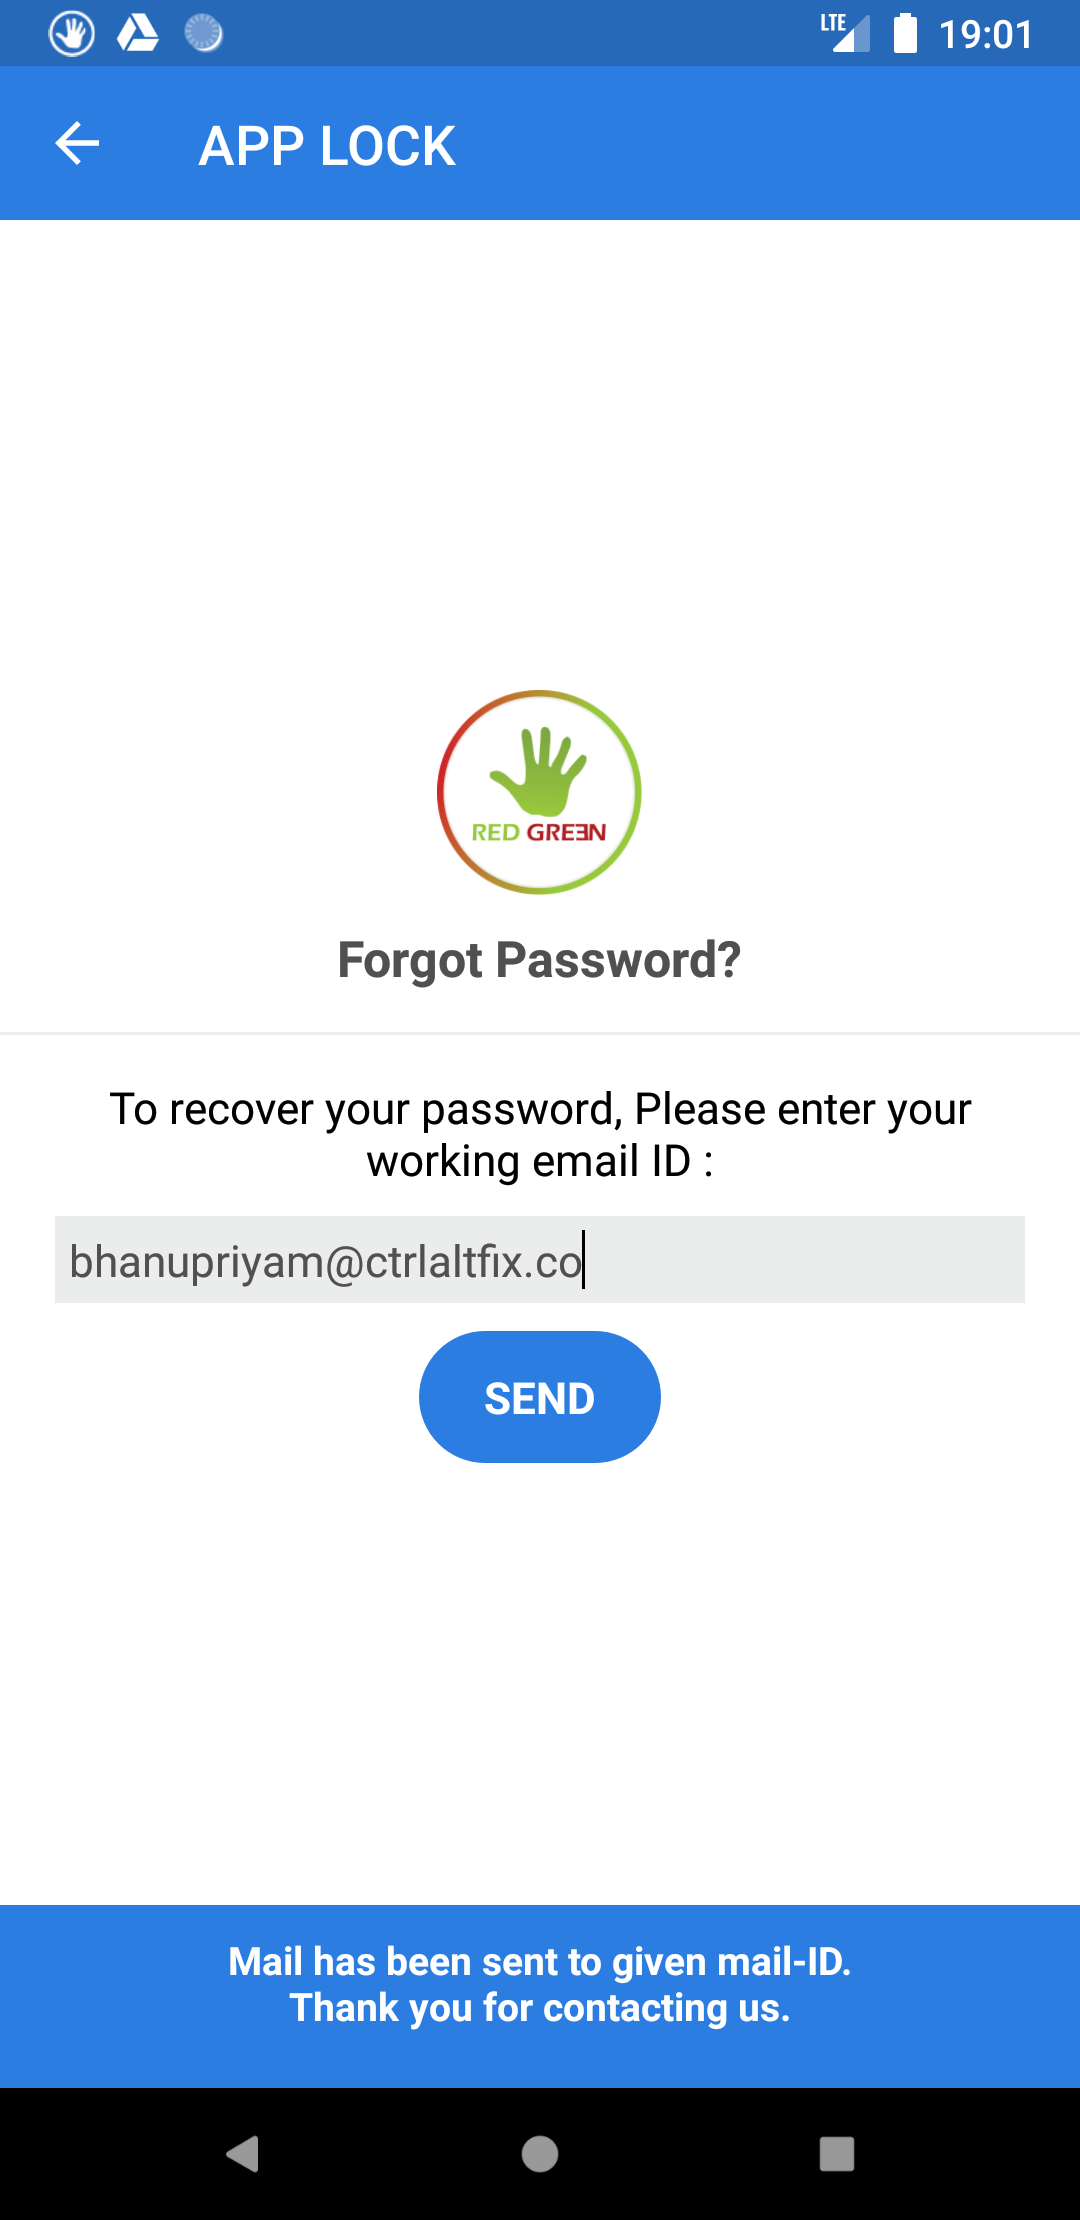 LTE 19:01
APP LOCK
RED GREEN
Forgot Password?
To recover your password, Please enter your
working email ID :
bhanupriyam@ctrlaltfix.co
SEND
Mail has been sent to given mail-ID.
Thank you for contacting us.